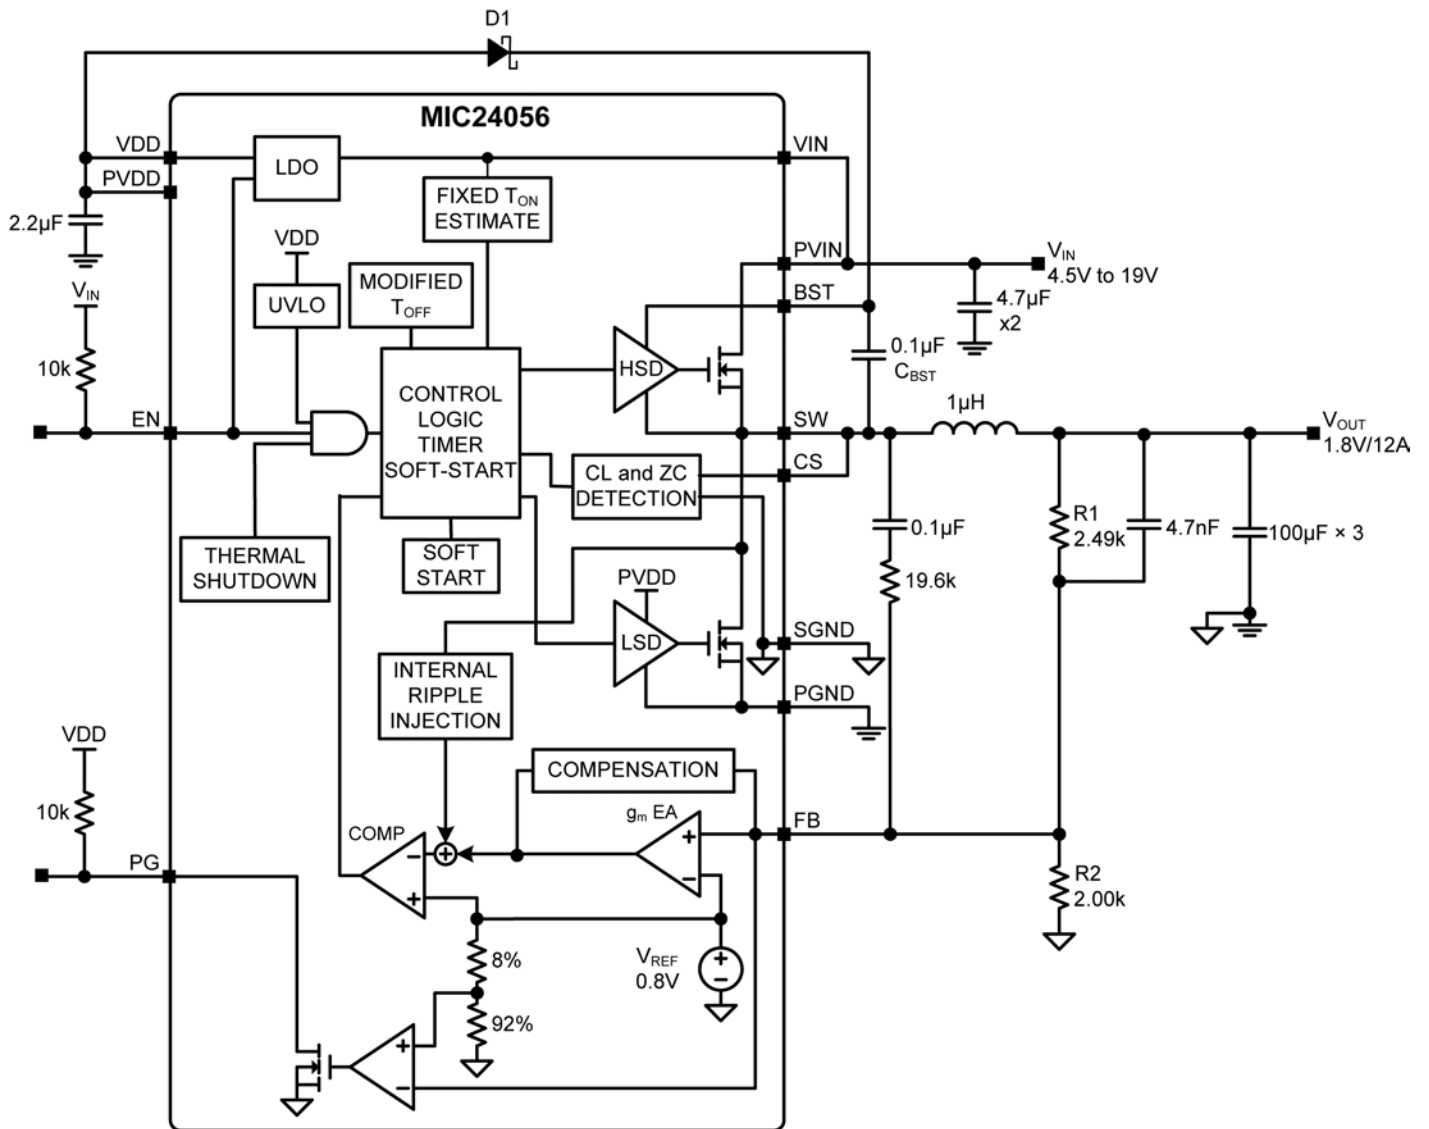 D1
MIC24056
VDD
LDO
VIN
PVDD
FIXED TON
ESTIMATE
2.2µF
VDD
PVIN
VIN
4.5V to 19V
VIN
UVLO
MODIFIED
TOFF
BST
4.7µF
x2
10k
HSD
0.1µF
CBST
CONTROL
LOGIC
TIMER
SOFT-START
1µH
EN
SW
VOUT
1.8V/12A
CS
CL and ZC
DETECTION
R1
2.49k
0.1µF
4.7nF
100µF × 3
THERMAL
SHUTDOWN
SOFT
START
PVDD
19.6k
LSD
SGND
INTERNAL
RIPPLE
INJECTION
PGND
VDD
COMPENSATION
10k
gm EA
FB
COMP
+
−
−
+
+
PG
−
+
R2
2.00k
8%
VREF
0.8V
+
−
92%
+
−